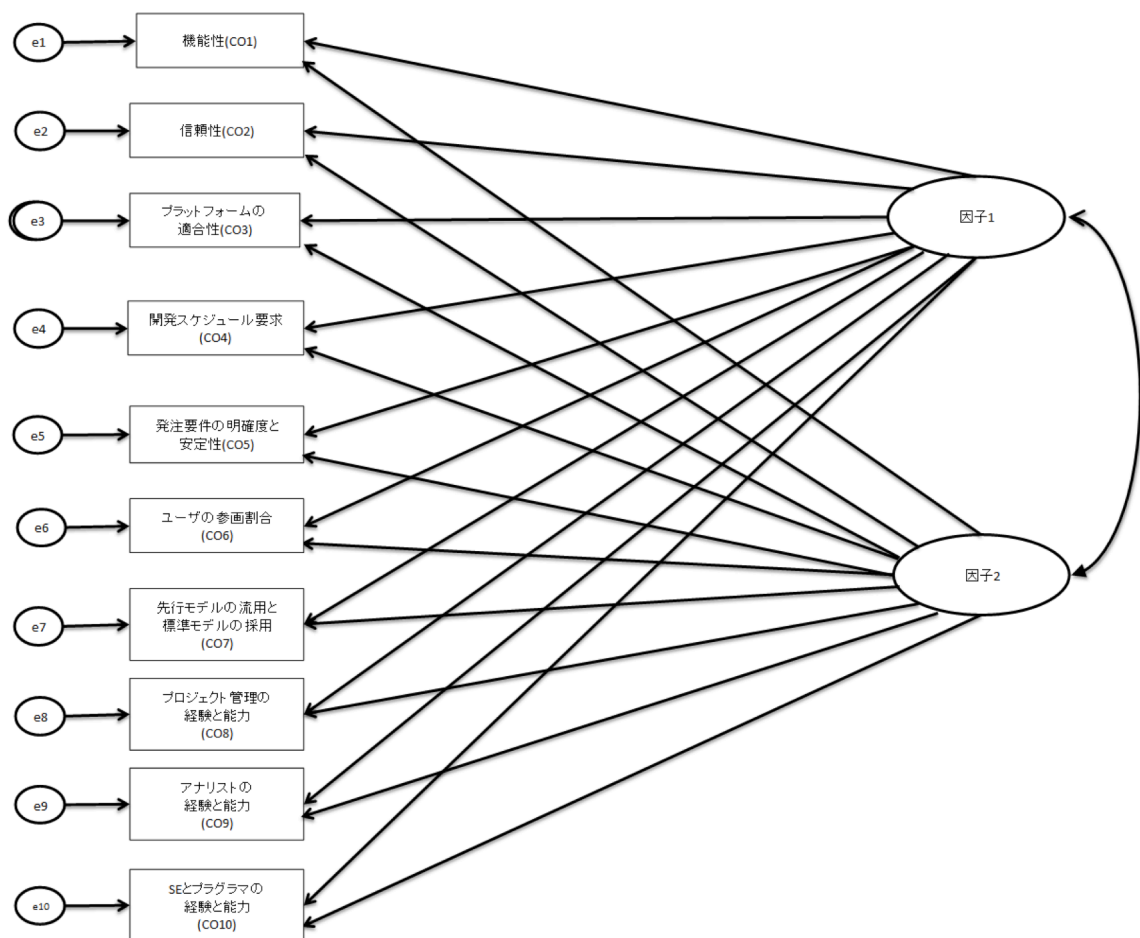 e1
機能性(CO1)
e2
信頼性(CO2)
e3
プラットフォームの
適合性(CO3)
因子1
e4
開発スケジュール要求
(CO4)
e5
発注要件の明確度と
安定性(CO5)
e6
ユーザの参画割合
(CO6)
因子2
e7
先行モデルの流用と
標準モデルの採用
(CO7)
e8
プロジェクト管理の
経験と能力
(CO8)
e9
アナリストの
経験と能力
(CO9)
e10
SEとプラグラマの
経験と能力
(CO10)